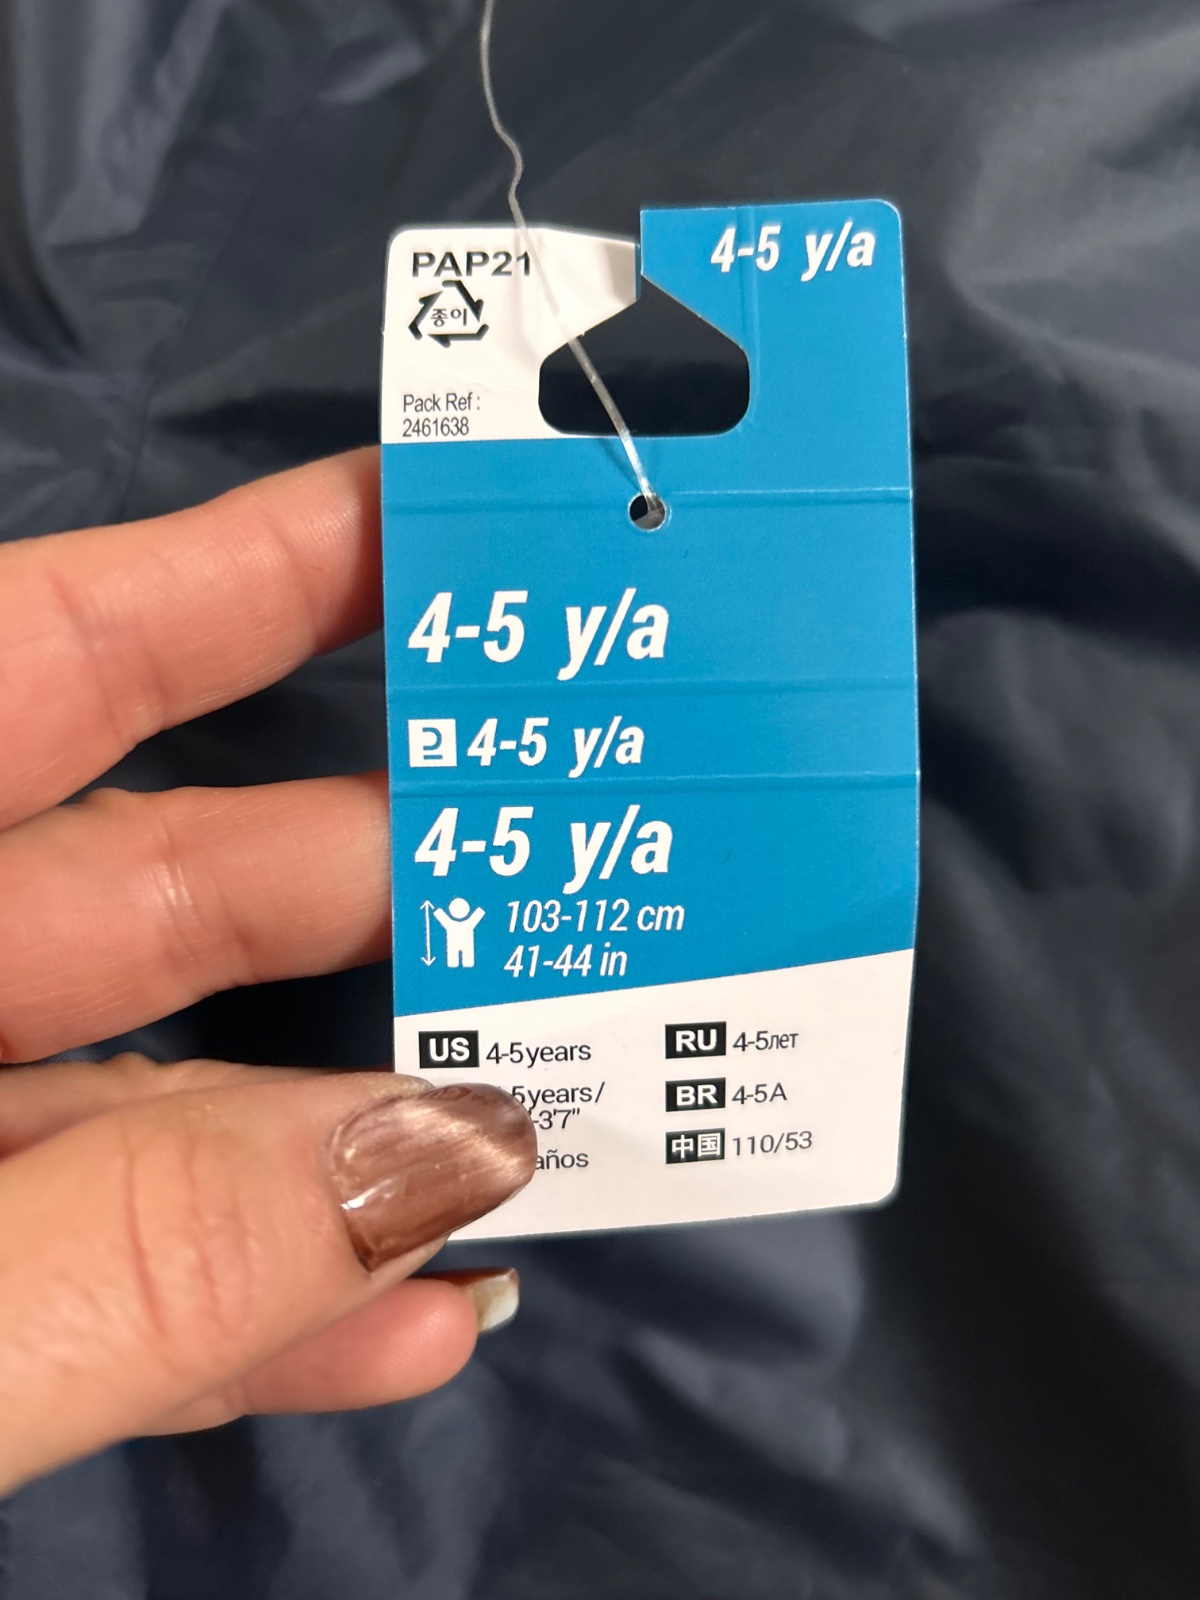 PAP21
종이
Pack Ref :
2461638
4-5 y/a
4-5 y/a
4-5 y/a
4-5 y/a
103-112 cm
41-44 in
US 4-5years
5years/
-3'7"
años
RU 4-5лет
BR 4-5A
中国 110/53